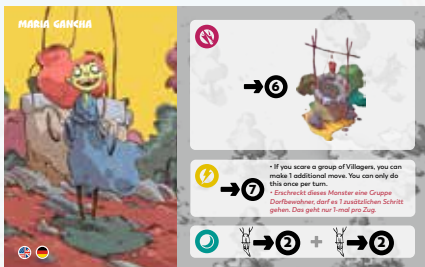 MARIA GANCHA
6
7
• If you scare a group of Villagers, you can
make 1 additional move. You can only do
this once per turn.
• Erschreckt dieses Monster eine Gruppe
Dorfbewohner, darf es 1 zusätzlichen Schritt
gehen. Das geht nur 1-mal pro Zug.
2 + 2